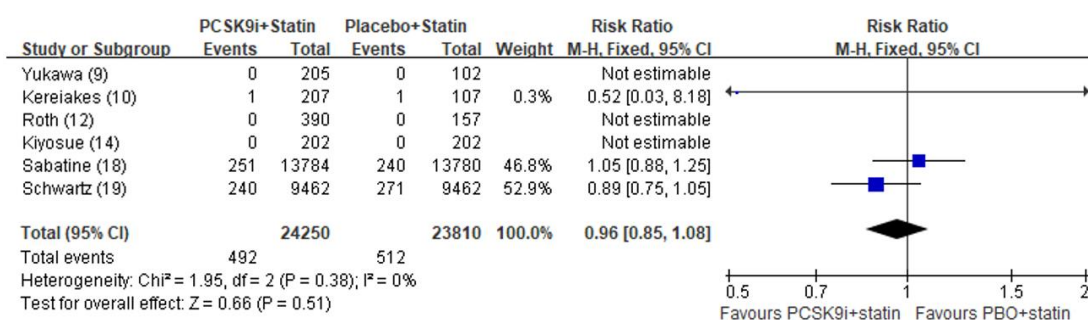 PCSK9i+Statin Placebo+Statin Risk Ratio Risk Ratio
Study or Subgroup Events Total Events Total Weight M-H, Fixed, 95% CI M-H, Fixed, 95% CI
Yukawa (9) 0 205 0 102 Not estimable
Kereiakes (10) 1 207 1 107 0.3% 0.52 [0.03, 8.18]
Roth (12) 0 390 0 157 Not estimable
Kiyosue (14) 0 202 0 202 Not estimable
Sabatine (18) 251 13784 240 13780 46.8% 1.05 [0.88, 1.25]
Schwartz (19) 240 9462 271 9462 52.9% 0.89 [0.75, 1.05]
Total (95% CI) 24250 23810 100.0% 0.96 [0.85, 1.08]
Total events 492 512
Heterogeneity: Chi² = 1.95, df = 2 (P = 0.38); I² = 0%
Test for overall effect: Z = 0.66 (P = 0.51)
0.5 0.7 1 1.5 2
Favours PCSK9i+statin Favours PBO+statin